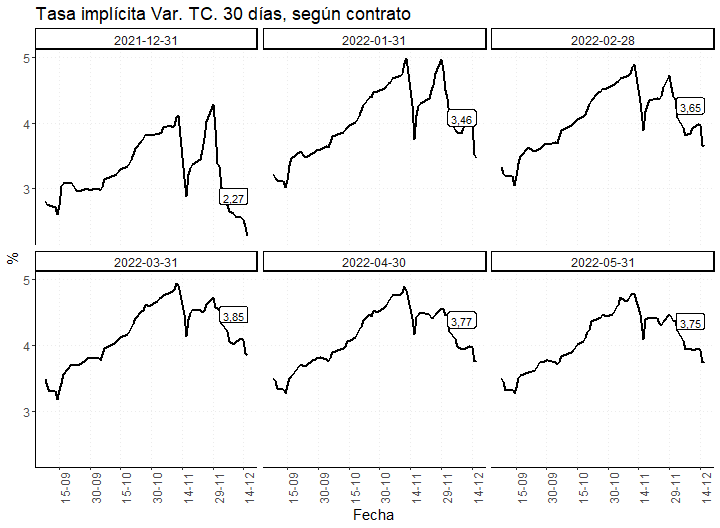 Tasa implícita Var. TC. 30 días, según contrato
2021-12-31 2022-01-31 2022-02-28
5
4
3
2,27 3,46 3,65
%
2022-03-31 2022-04-30 2022-05-31
5
4
3
3,85 3,77 3,75
15-09 30-09 15-10 30-10 14-11 29-11 14-12 15-09 30-09 15-10 30-10 14-11 29-11 14-12 15-09 30-09 15-10 30-10 14-11 29-11 14-12
Fecha